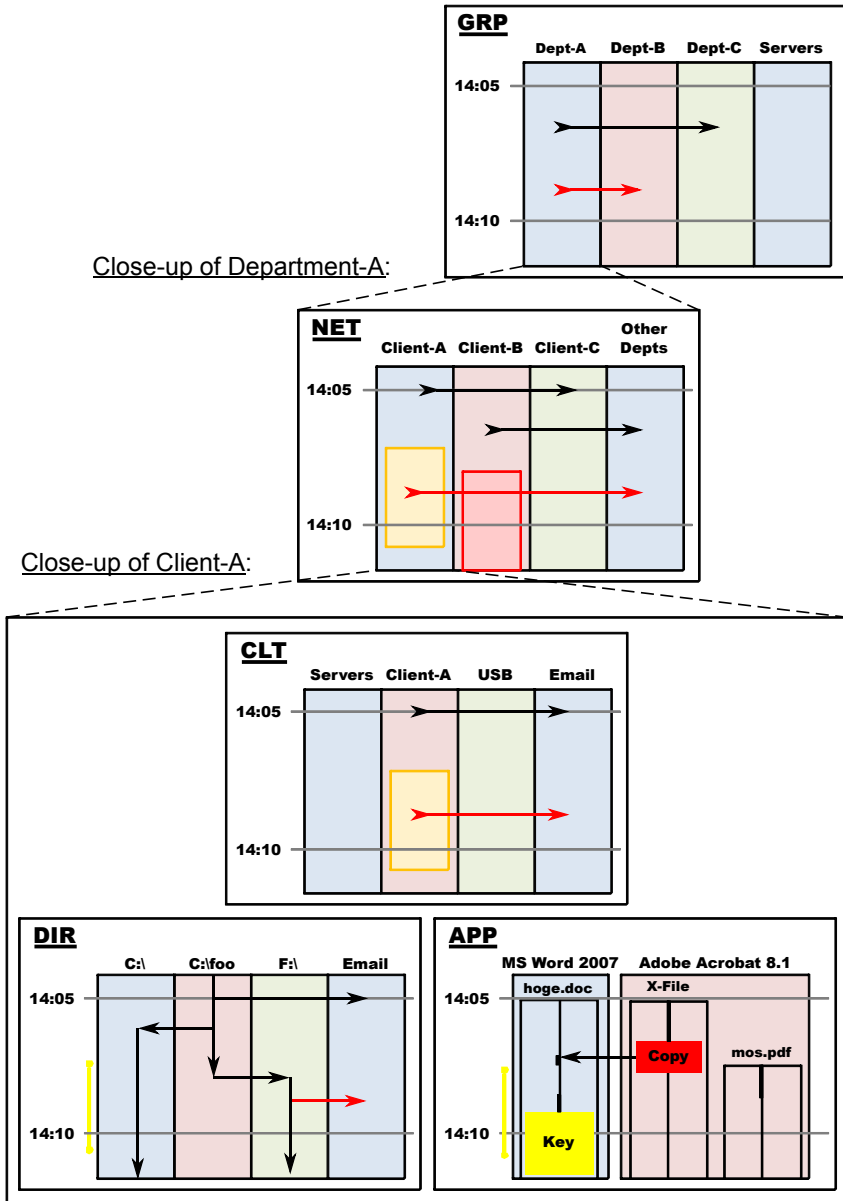 GRP
Dept-A Dept-B Dept-C Servers
14:05
14:10
Close-up of Department-A:
NET
Client-A Client-B Client-C Other Depts
14:05
14:10
Close-up of Client-A:
CLT
Servers Client-A USB Email
14:05
14:10
DIR
C:\ C:\foo F:\ Email
14:05
14:10
APP
MS Word 2007 Adobe Acrobat 8.1
hoge.doc X-File
14:05
Copy mos.pdf
14:10
Key